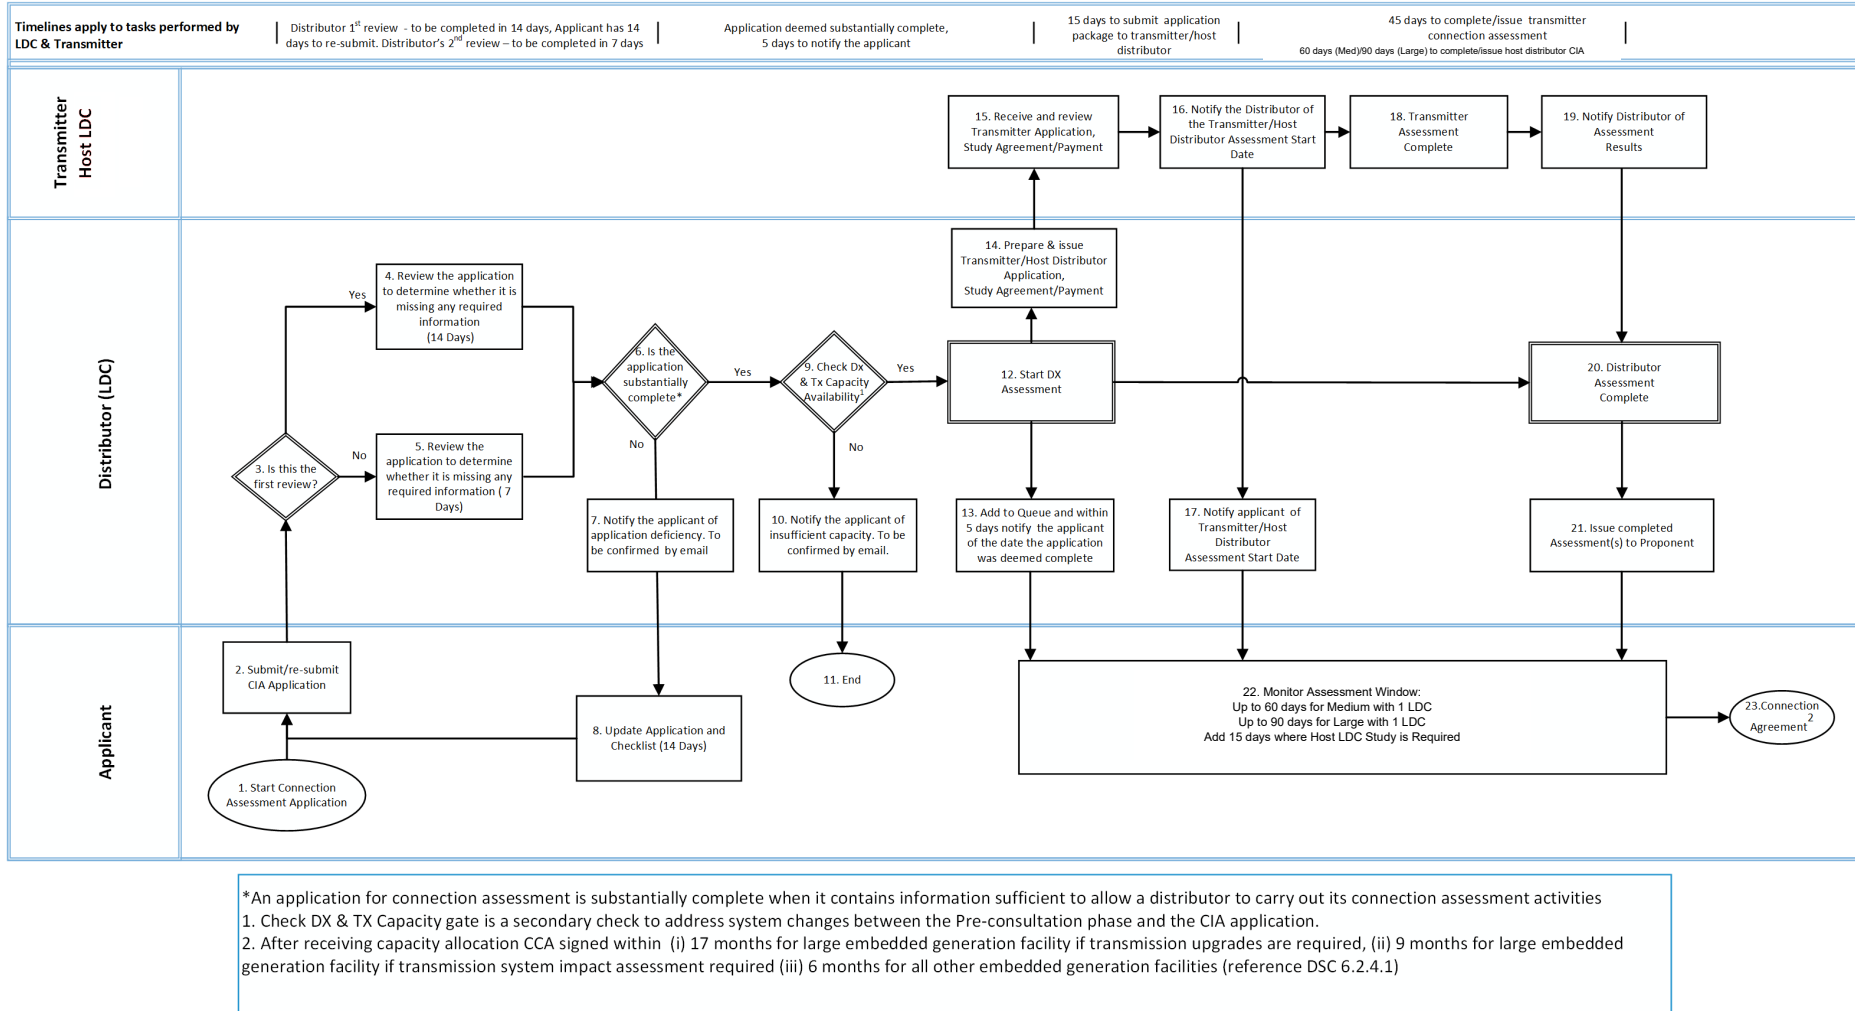 Timelines apply to tasks performed by
LDC & Transmitter
Distributor 1st review - to be completed in 14 days, Applicant has 14
days to re-submit. Distributor's 2nd review – to be completed in 7 days
Application deemed substantially complete,
5 days to notify the applicant
15 days to submit application
package to transmitter/host
distributor
45 days to complete/issue transmitter
connection assessment
60 days (Med)/90 days (Large) to complete/issue host distributor CIA
Transmitter
Host LDC
15. Receive and review
Transmitter Application,
Study Agreement/Payment
16. Notify the Distributor of
the Transmitter/Host
Distributor Assessment Start
Date
18. Transmitter
Assessment
Complete
19. Notify Distributor of
Assessment
Results
Distributor (LDC)
14. Prepare & issue
Transmitter/Host Distributor
Application,
Study Agreement/Payment
4. Review the application
to determine whether it is
missing any required
information
(14 Days)
Yes
3. Is this the
first review?
No
5. Review the
application to determine
whether it is missing any
required information ( 7
Days)
6. Is the
application
substantially
complete*
Yes
No
9. Check Dx
& Tx Capacity
Availability1
Yes
No
12. Start DX
Assessment
20. Distributor
Assessment
Complete
7. Notify the applicant of
application deficiency. To
be confirmed by email
10. Notify the applicant of
insufficient capacity. To be
confirmed by email.
13. Add to Queue and within
5 days notify the applicant
of the date the application
was deemed complete
17. Notify applicant of
Transmitter/Host
Distributor
Assessment Start Date
21. Issue completed
Assessment(s) to Proponent
Applicant
2. Submit/re-submit
CIA Application
1. Start Connection
Assessment Application
8. Update Application and
Checklist (14 Days)
11. End
22. Monitor Assessment Window:
Up to 60 days for Medium with 1 LDC
Up to 90 days for Large with 1 LDC
Add 15 days where Host LDC Study is Required
23.Connection
Agreement2
*An application for connection assessment is substantially complete when it contains information sufficient to allow a distributor to carry out its connection assessment activities
1. Check DX & TX Capacity gate is a secondary check to address system changes between the Pre-consultation phase and the CIA application.
2. After receiving capacity allocation CCA signed within (i) 17 months for large embedded generation facility if transmission upgrades are required, (ii) 9 months for large embedded
generation facility if transmission system impact assessment required (iii) 6 months for all other embedded generation facilities (reference DSC 6.2.4.1)